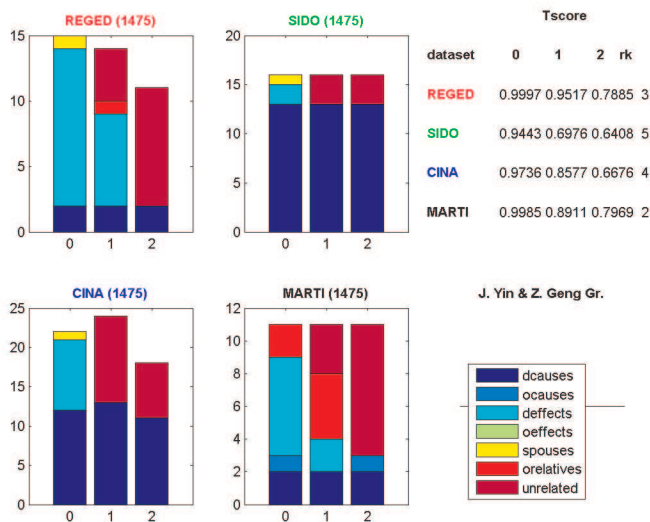 REGED (1475)
15
10
5
0
0 1 2
SIDO (1475)
20
15
10
5
0
0 1 2
Tscore
dataset 0 1 2 rk
REGED 0.9997 0.9517 0.7885 3
SIDO 0.9443 0.6976 0.6408 5
CINA 0.9736 0.8577 0.6676 4
MARTI 0.9985 0.8911 0.7969 2
CINA (1475)
25
20
15
10
5
0
0 1 2
MARTI (1475)
12
10
8
6
4
2
0
0 1 2
J. Yin & Z. Geng Gr.
dcauses
ocauses
deffects
oeffects
spouses
orelatives
unrelated